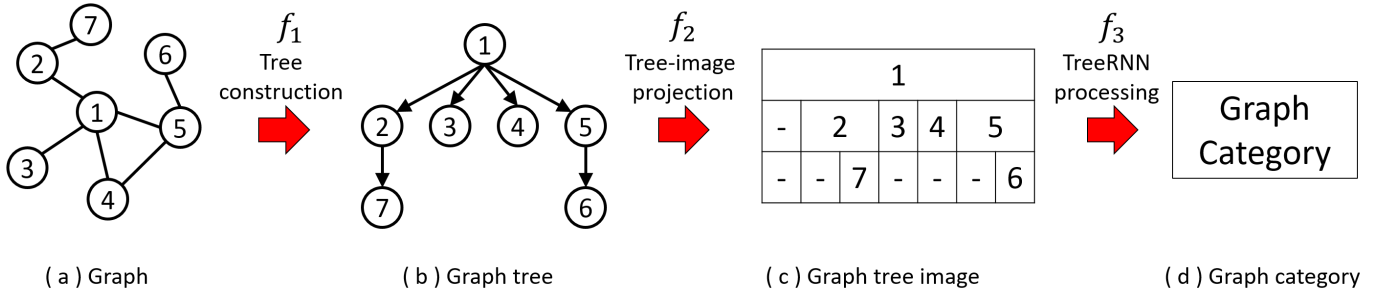 7
2
6
1
5
3
4
( a ) Graph
f1
Tree
construction
1
2 3 4 5
7 6
( b ) Graph tree
f2
Tree-image
projection
1
- 2 3 4 5
- - 7 - - - 6
( c ) Graph tree image
f3
TreeRNN
processing
Graph
Category
( d ) Graph category